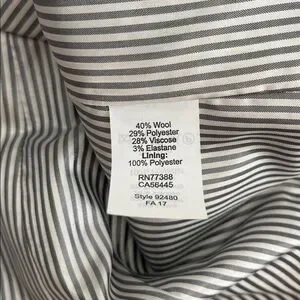 40% Wool
29% Polyester
28% Viscose
3% Elastane
Lining:
100% Polyester
RN77388
CA56445
Style 92480
FA 17